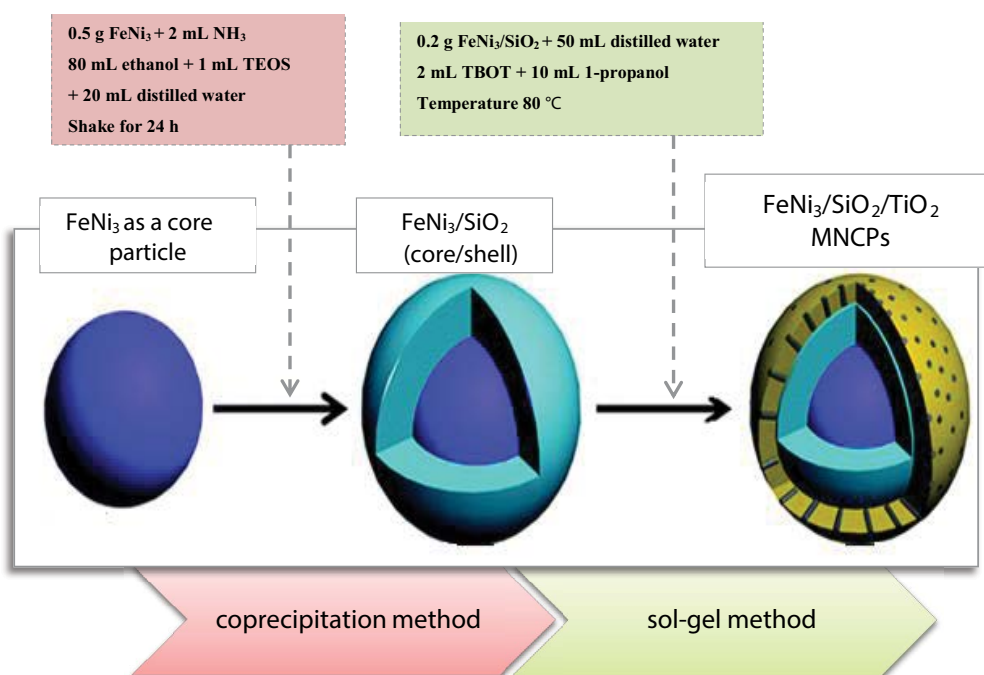 0.5 g FeNi₃ + 2 mL NH₃
80 mL ethanol + 1 mL TEOS
+ 20 mL distilled water
Shake for 24 h
0.2 g FeNi₃/SiO₂ + 50 mL distilled water
2 mL TBOT + 10 mL 1-propanol
Temperature 80 ℃
FeNi₃ as a core
particle
FeNi₃/SiO₂
(core/shell)
FeNi₃/SiO₂/TiO₂
MNCPs
coprecipitation method
sol-gel method